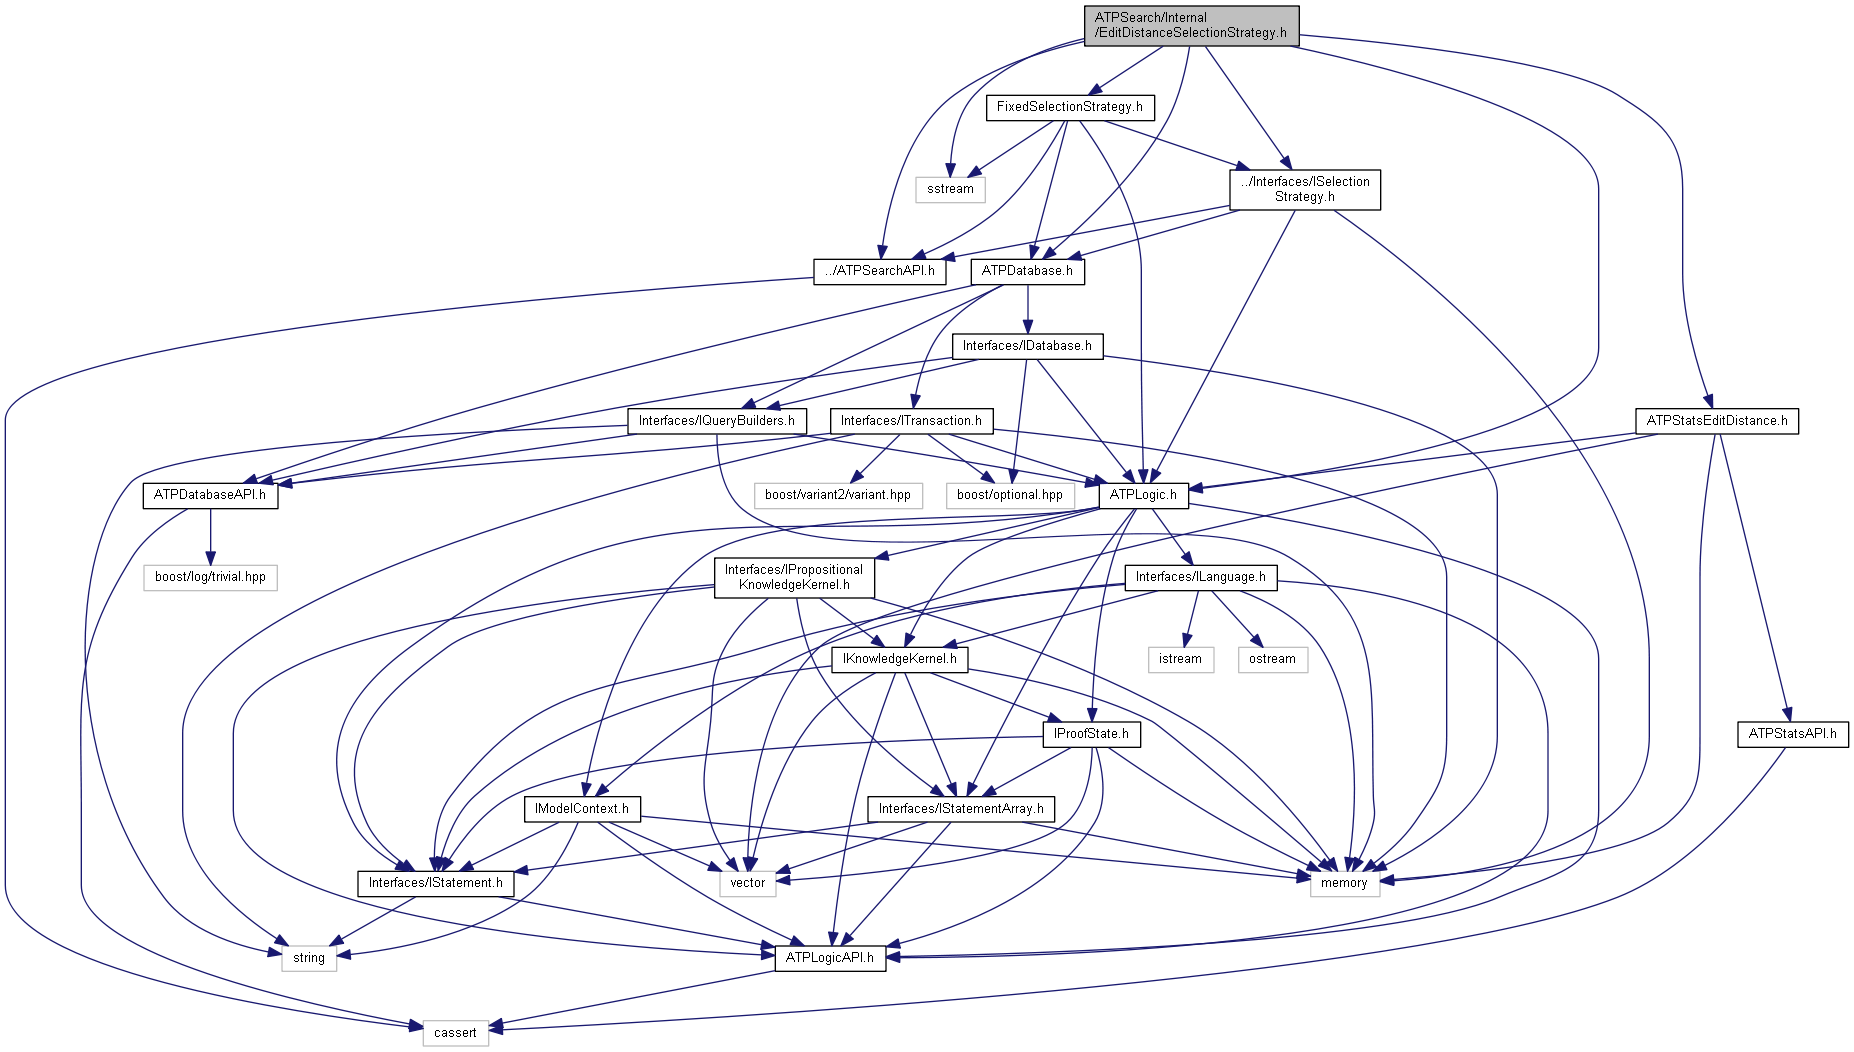 ATPSearch/Internal
/EditDistanceSelectionStrategy.h
FixedSelectionStrategy.h
sstream
../Interfaces/ISelection
Strategy.h
../ATPSearchAPI.h
ATPDatabase.h
Interfaces/IDatabase.h
Interfaces/IQueryBuilders.h
Interfaces/ITransaction.h
ATPStatsEditDistance.h
ATPDatabaseAPI.h
boost/variant2/variant.hpp
boost/optional.hpp
ATPLogic.h
boost/log/trivial.hpp
Interfaces/IPropositional
KnowledgeKernel.h
Interfaces/ILanguage.h
IKnowledgeKernel.h
istream
ostream
IProofState.h
ATPStatsAPI.h
IModelContext.h
Interfaces/IStatementArray.h
Interfaces/IStatement.h
vector
memory
string
ATPLogicAPI.h
cassert